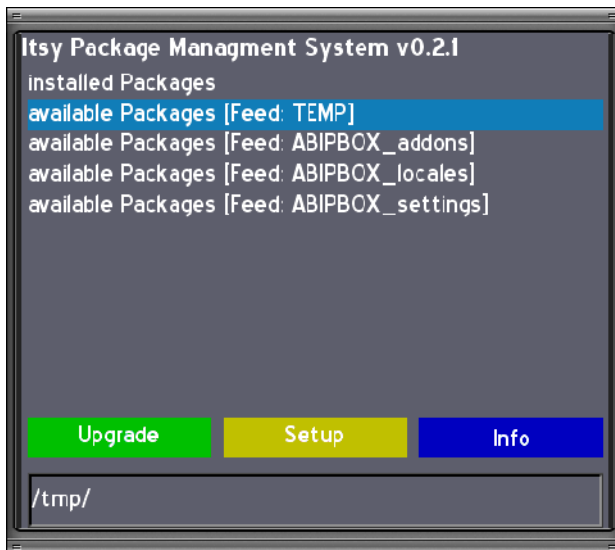 Itsy Package Managment System v0.2.1
installed Packages
available Packages [Feed: TEMP]
available Packages [Feed: ABIPBOX_addons]
available Packages [Feed: ABIPBOX_locales]
available Packages [Feed: ABIPBOX_settings]
Upgrade Setup Info
/tmp/